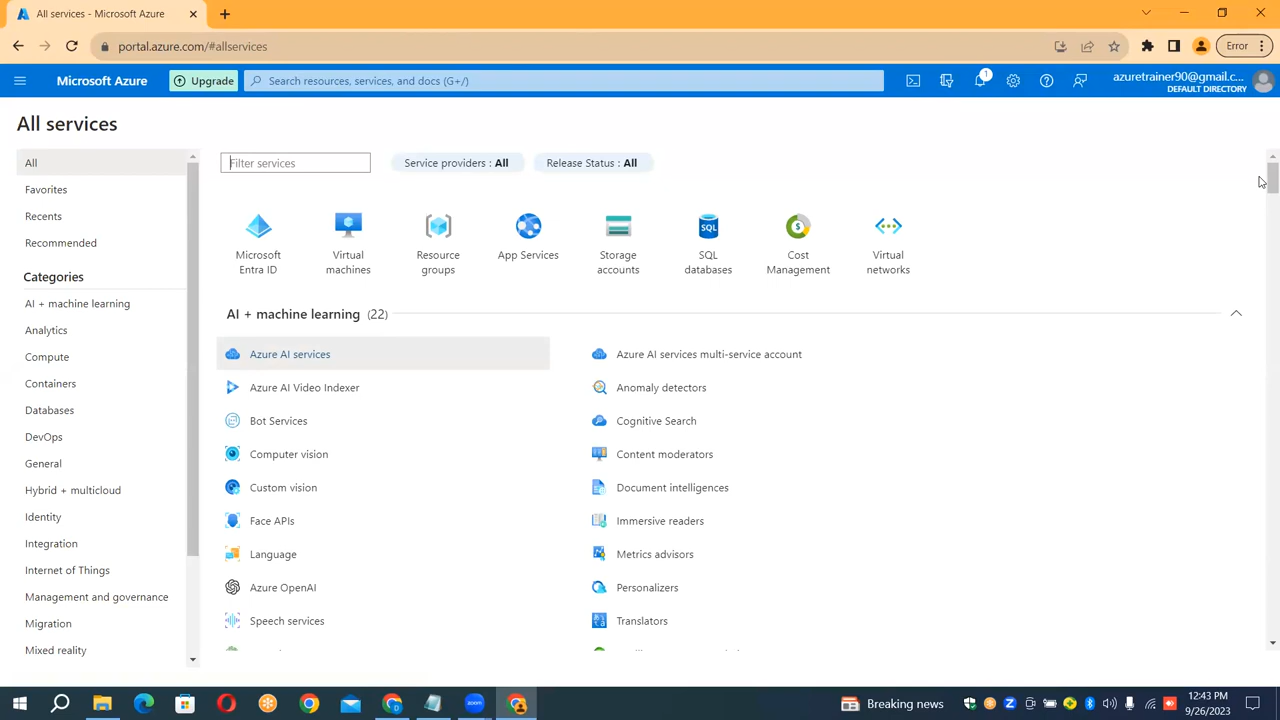 All services - Microsoft Azure
portal.azure.com/#allservices
Error
Microsoft Azure
Upgrade
Search resources, services, and docs (G+/)
1
azuretrainer90@gmail.c...
DEFAULT DIRECTORY
All services
All
Favorites
Recents
Recommended
Categories
AI + machine learning
Analytics
Compute
Containers
Databases
DevOps
General
Hybrid + multicloud
Identity
Integration
Internet of Things
Management and governance
Migration
Mixed reality
Filter services
Service providers : All
Release Status : All
Microsoft
Entra ID
Virtual
machines
Resource
groups
App Services
Storage
accounts
SQL
SQL
databases
Cost
Management
Virtual
networks
AI + machine learning (22)
Azure AI services
Azure AI services multi-service account
Azure AI Video Indexer
Anomaly detectors
Bot Services
Cognitive Search
Computer vision
Content moderators
Custom vision
Document intelligences
Face APIs
Immersive readers
Language
Metrics advisors
Azure OpenAI
Personalizers
Speech services
Translators
zoom
Breaking news
12:43 PM
9/26/2023